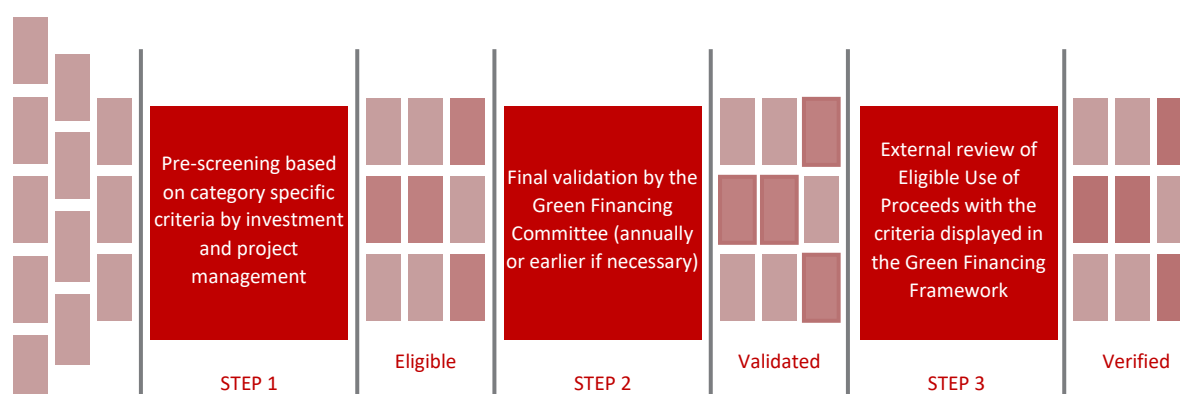 Pre-screening based
on category specific
criteria by investment
and project
management
STEP 1
Eligible
Final validation by the
Green Financing
Committee (annually
or earlier if necessary)
STEP 2
Validated
External review of
Eligible Use of
Proceeds with the
criteria displayed in
the Green Financing
Framework
STEP 3
Verified